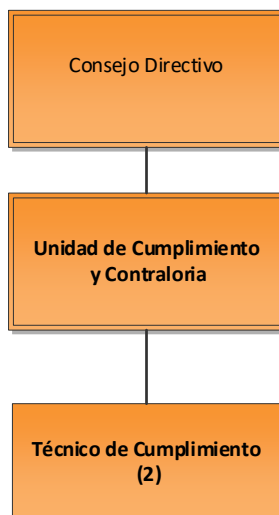 Consejo Directivo
Unidad de Cumplimiento
y Contraloria
Técnico de Cumplimiento
(2)